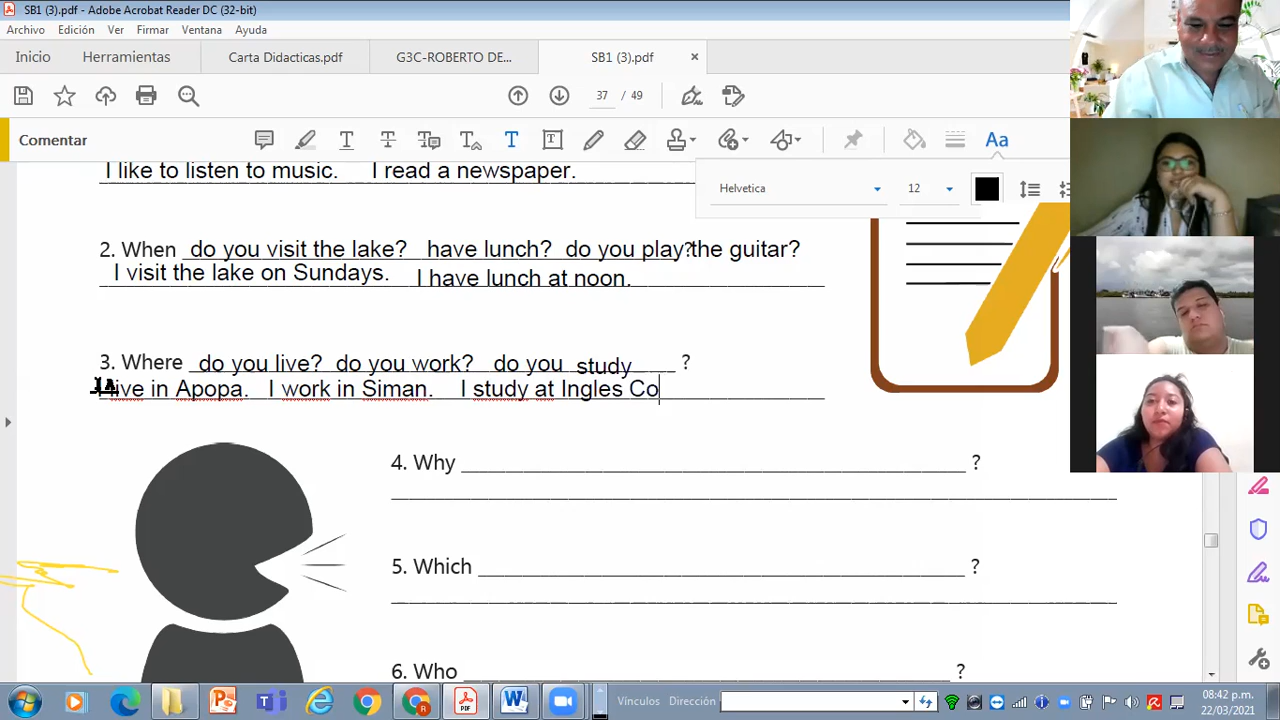 SB1 (3).pdf - Adobe Acrobat Reader DC (32-bit)
Archivo Edición Ver Firmar Ventana Ayuda
Inicio Herramientas Carta Didacticas.pdf G3C-ROBERTO DE... SB1 (3).pdf ×
37 / 49
Comentar
Aa
Helvetica 12
I like to listen to music. I read a newspaper.
2. When do you visit the lake? have lunch? do you play?the guitar?
I visit the lake on Sundays. I have lunch at noon.
3. Where do you live? do you work? do you study ?
live in Apopa. I work in Siman. I study at Ingles Co
4. Why ?
5. Which ?
6. Who ?
Vínculos Dirección
08:42 p.m.
22/03/2021